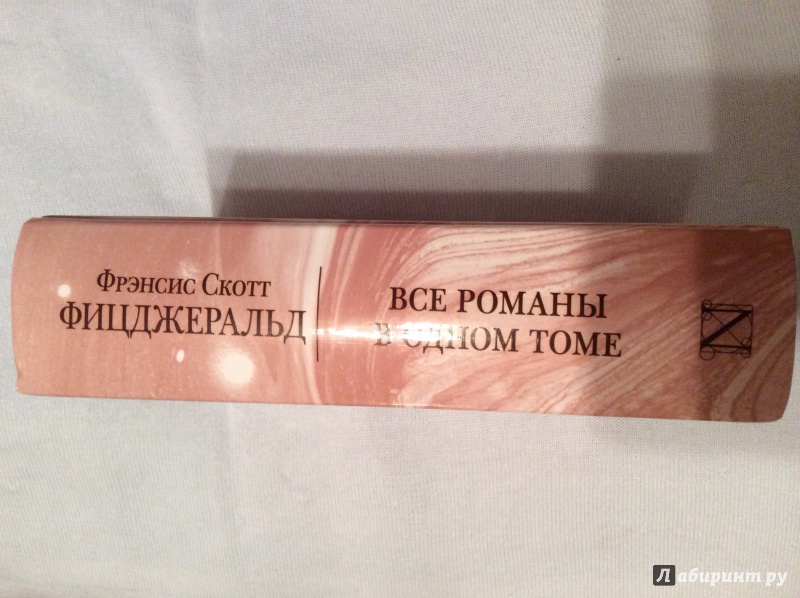 Фрэнсис Скотт
ФИЦДЖЕРАЛЬД
ВСЕ РОМАНЫ
В ОДНОМ ТОМЕ
N
Лабиринт.ру